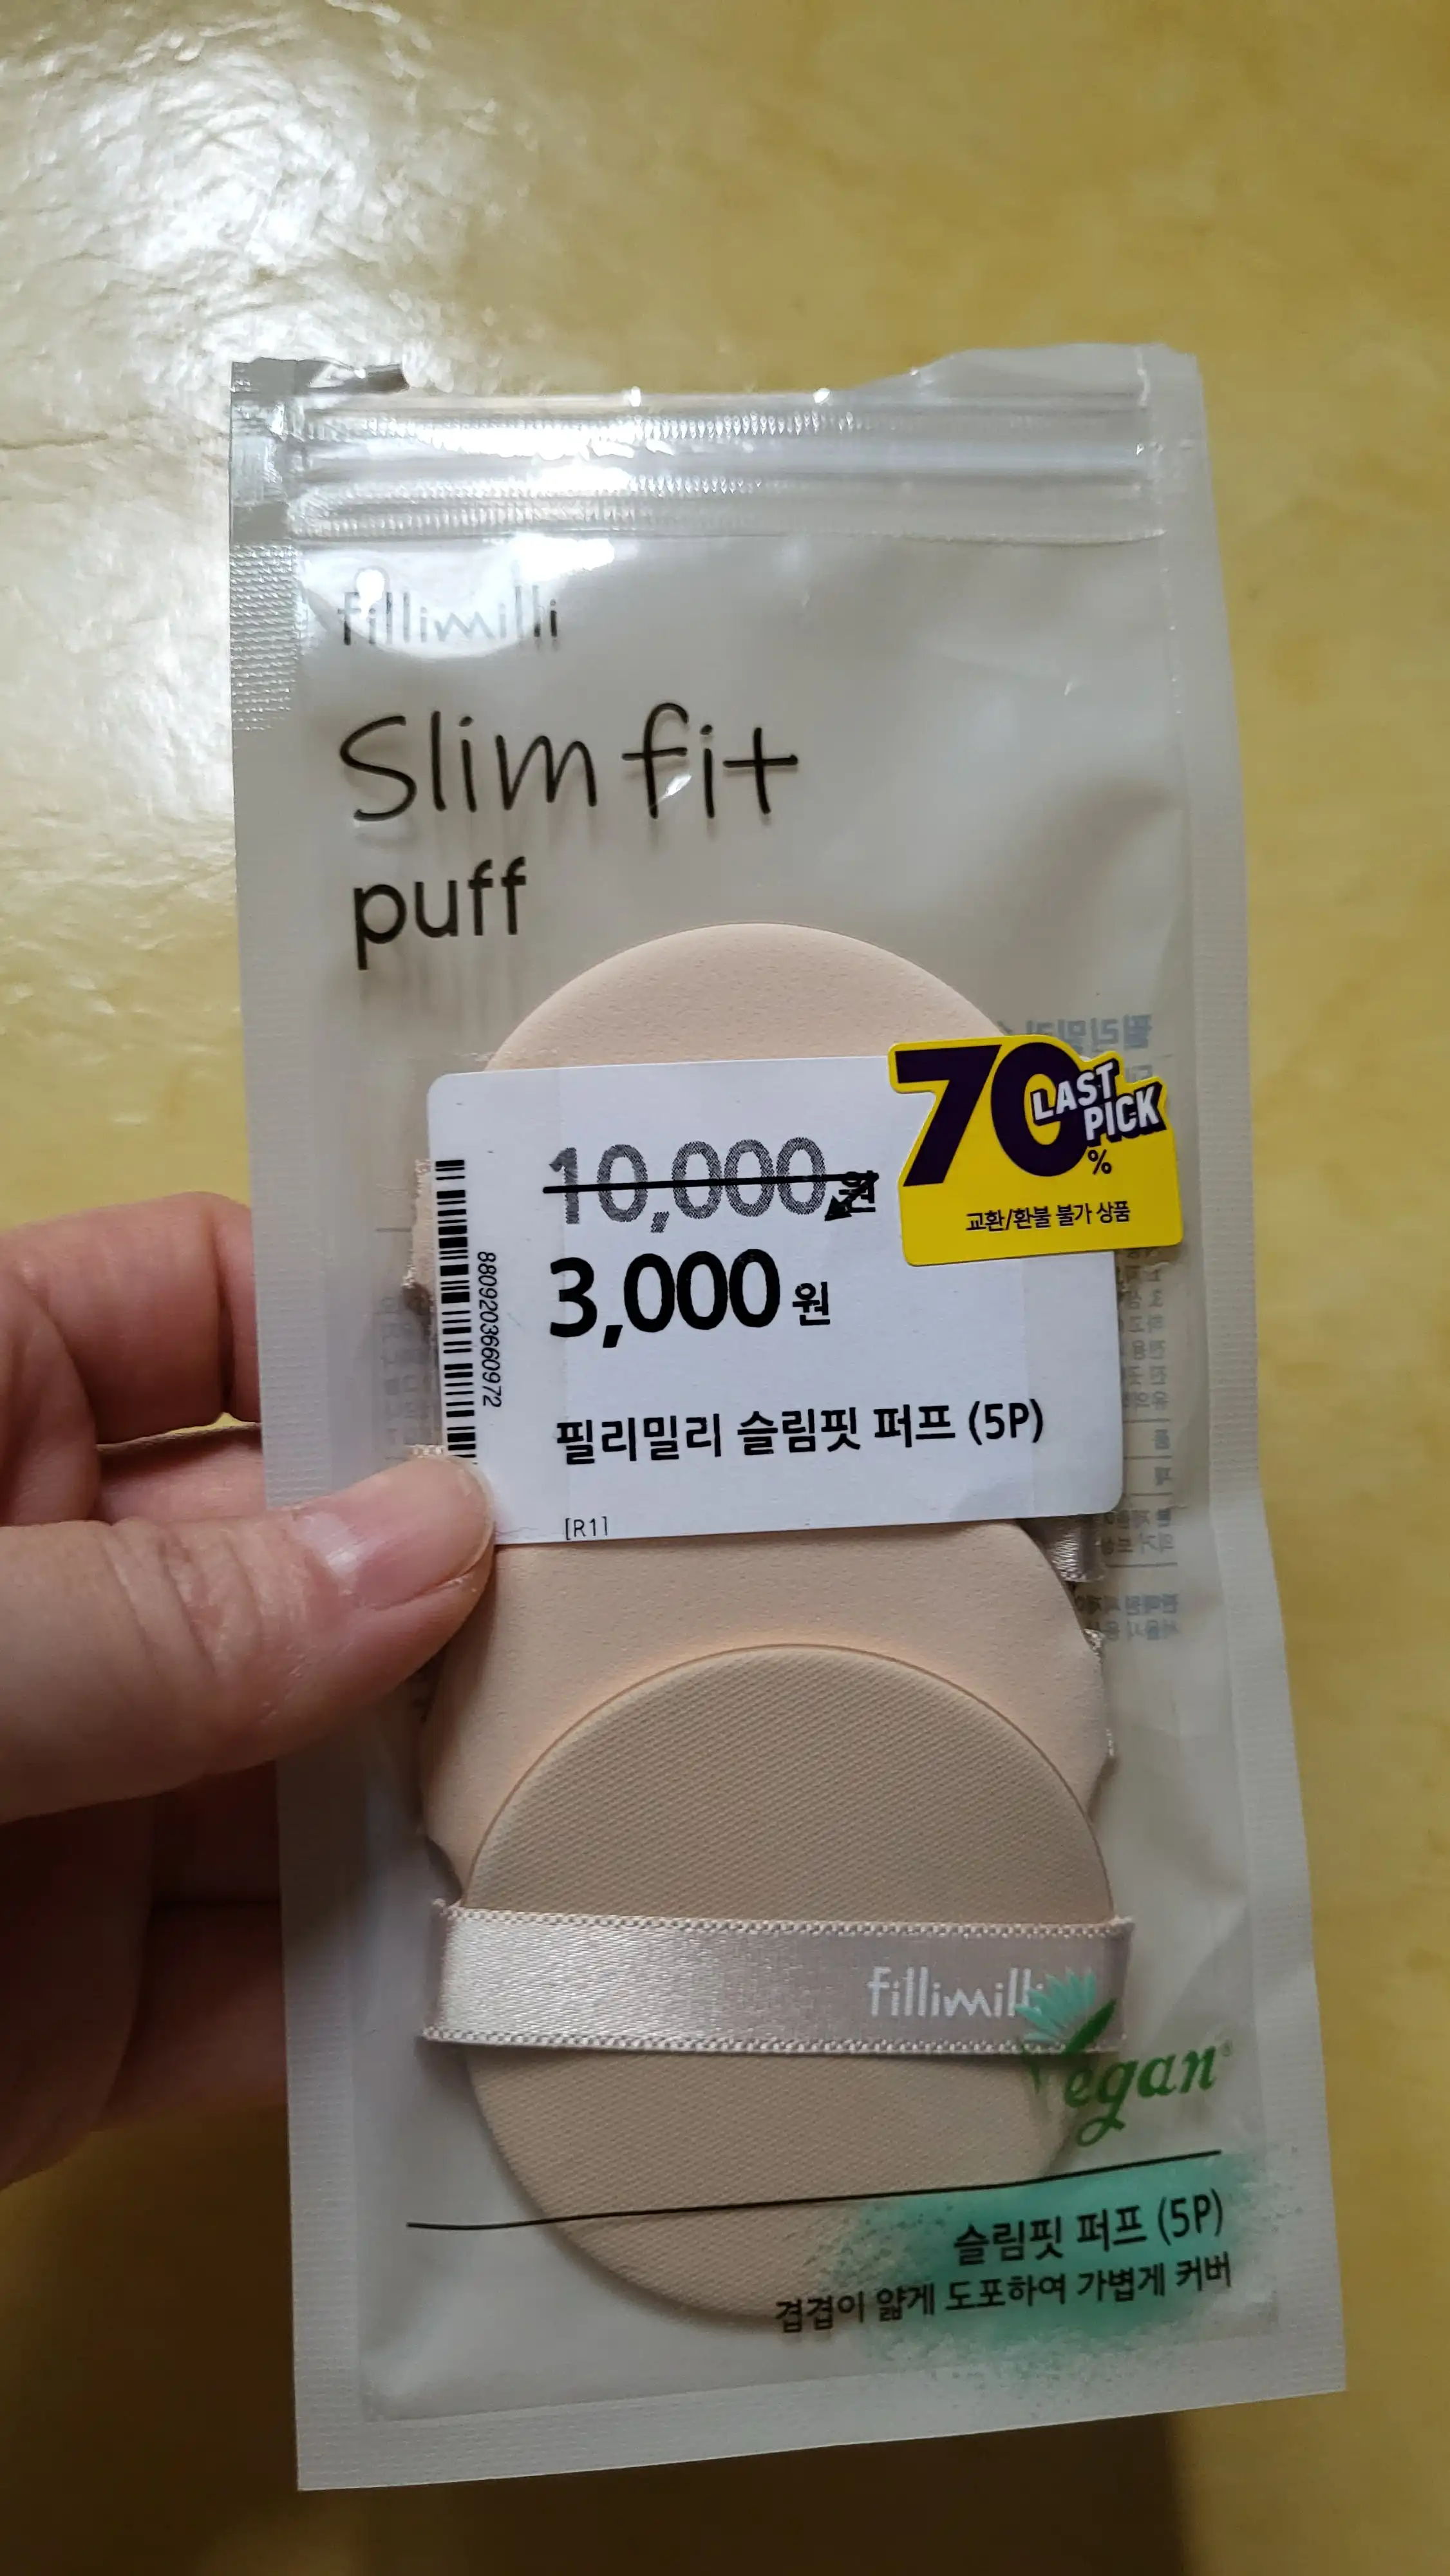 fillimilli
Slim fit
puff
70%
LAST
PICK
교환/환불 불가 상품
10,000원
3,000원
8809203660972
필리밀리 슬림핏 퍼프 (5P)
[R1]
fillimilli
Vegan®
슬림핏 퍼프 (5P)
겹겹이 얇게 도포하여 가볍게 커버